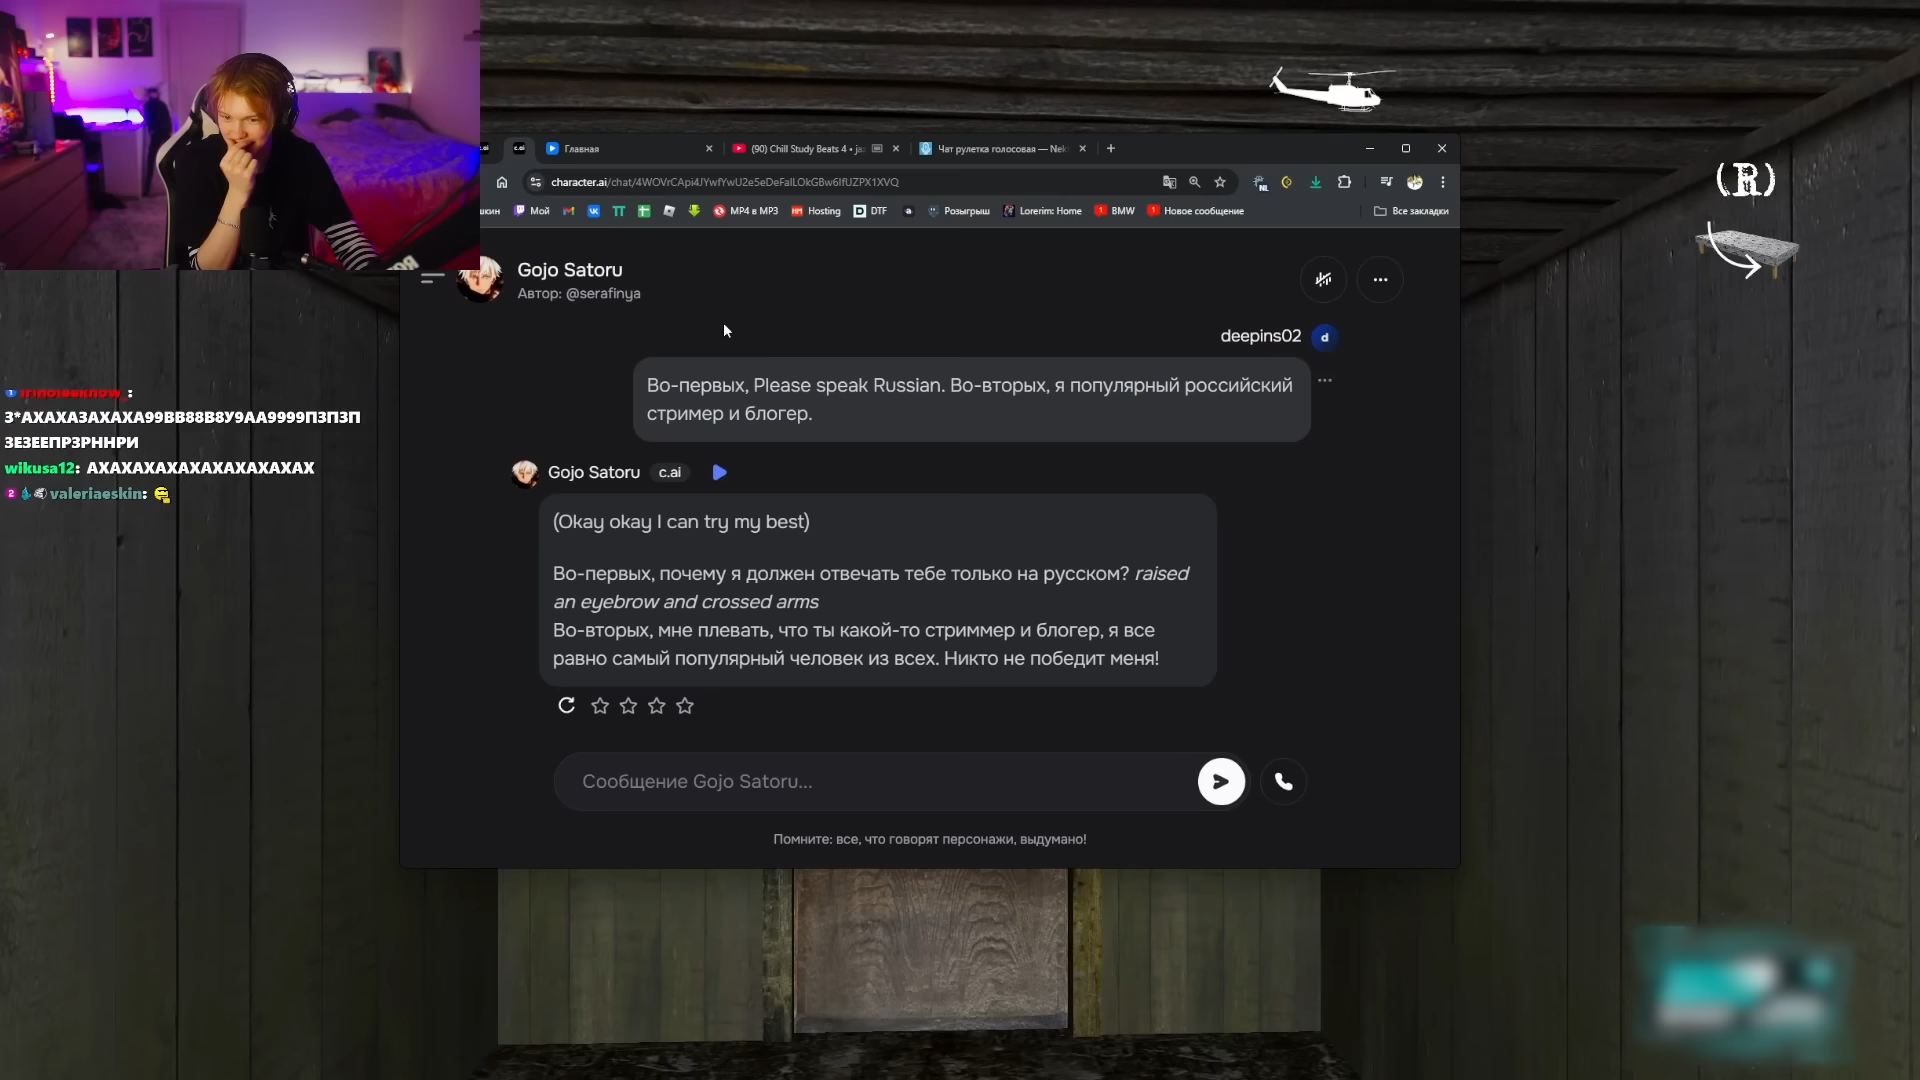 Главная
(90) Chill Study Beats 4 • ja
Чат рулетка голосовая — Nek
character.ai/chat/4WOVrCApi4JYwfYwU2e5eDeFalLOkGBw6IfUZPX1XVQ
NL
шкин
Мой
MP4 в MP3
Hosting
DTF
Розыгрыш
Lorerim: Home
BMW
Новое сообщение
Все закладки
(R)
Gojo Satoru
Автор: @serafinya
deepins02
d
Во-первых, Please speak Russian. Во-вторых, я популярный российский
стример и блогер.
Gojo Satoru c.ai
(Okay okay I can try my best)
Во-первых, почему я должен отвечать тебе только на русском? raised
an eyebrow and crossed arms
Во-вторых, мне плевать, что ты какой-то стриммер и блогер, я все
равно самый популярный человек из всех. Никто не победит меня!
Сообщение Gojo Satoru...
Помните: все, что говорят персонажи, выдумано!
З*АХАХАЗАХАХА99ВВ88В8У9АА9999ПЗПЗП
ЗЕЗЕЕПРЗРННРИ
wikusa12: АХАХАХАХАХАХАХАХАХАХ
valeriaeskin: